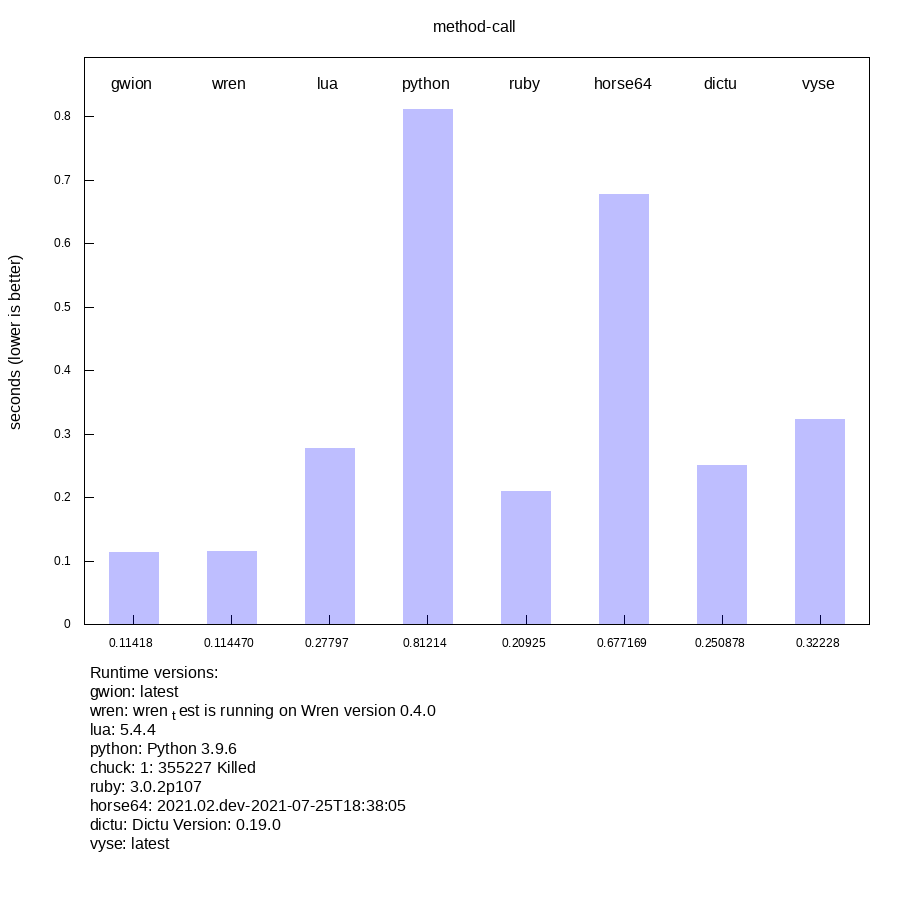 method-call
gwion wren lua python ruby horse64 dictu vyse
seconds (lower is better)
0.8
0.7
0.6
0.5
0.4
0.3
0.2
0.1
0
0.11418 0.114470 0.27797 0.81214 0.20925 0.677169 0.250878 0.32228
Runtime versions:
gwion: latest
wren: wren t est is running on Wren version 0.4.0
lua: 5.4.4
python: Python 3.9.6
chuck: 1: 355227 Killed
ruby: 3.0.2p107
horse64: 2021.02.dev-2021-07-25T18:38:05
dictu: Dictu Version: 0.19.0
vyse: latest